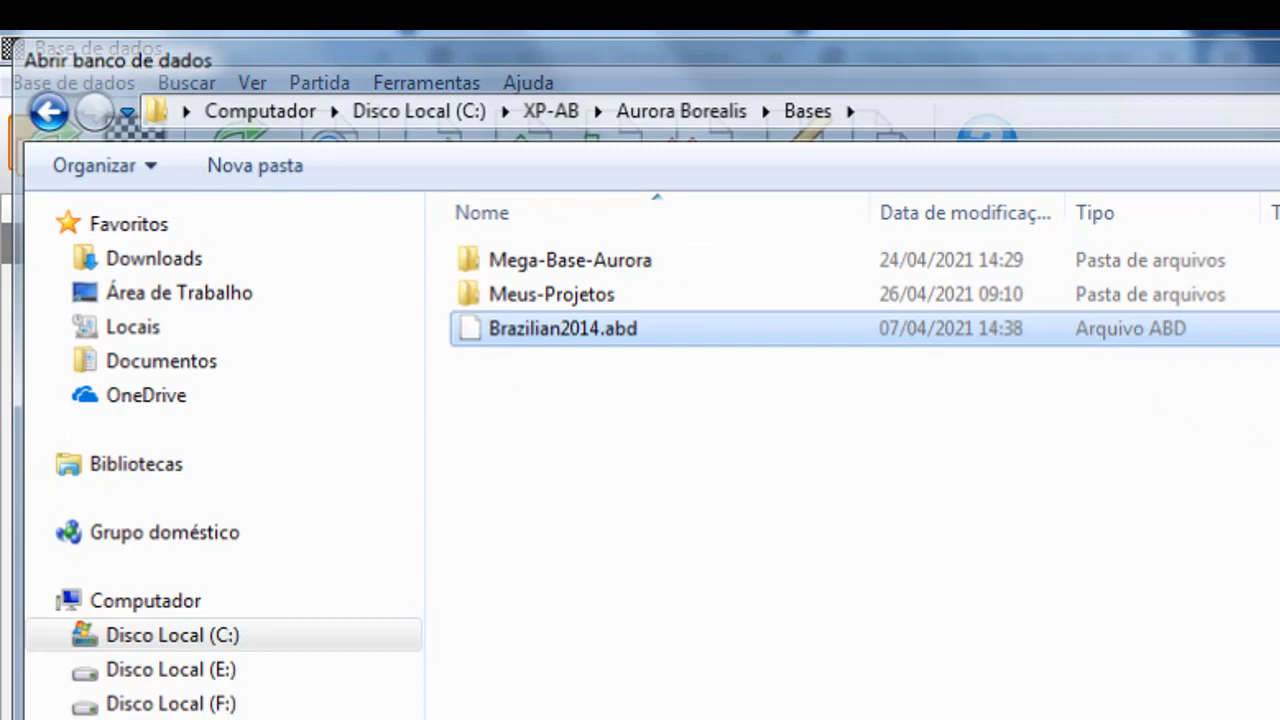 Base de dados
Abrir banco de dados
Base de dados Buscar Ver Partida Ferramentas Ajuda
Computador Disco Local (C:) XP-AB Aurora Borealis Bases
Organizar Nova pasta
Nome Data de modificaç... Tipo T
Favoritos
Downloads
Área de Trabalho
Locais
Documentos
OneDrive
Bibliotecas
Grupo doméstico
Computador
Disco Local (C:)
Disco Local (E:)
Disco Local (F:)
Mega-Base-Aurora 24/04/2021 14:29 Pasta de arquivos
Meus-Projetos 26/04/2021 09:10 Pasta de arquivos
Brazilian2014.abd 07/04/2021 14:38 Arquivo ABD